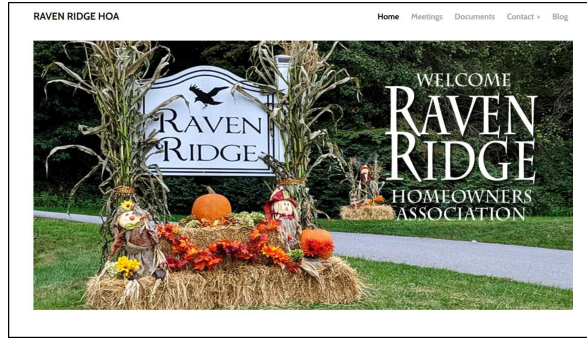 RAVEN RIDGE HOA
Home Meetings Documents Contact + Blog
RAVEN
RIDGE
WELCOME
RAVEN
RIDGE
HOMEOWNERS
ASSOCIATION